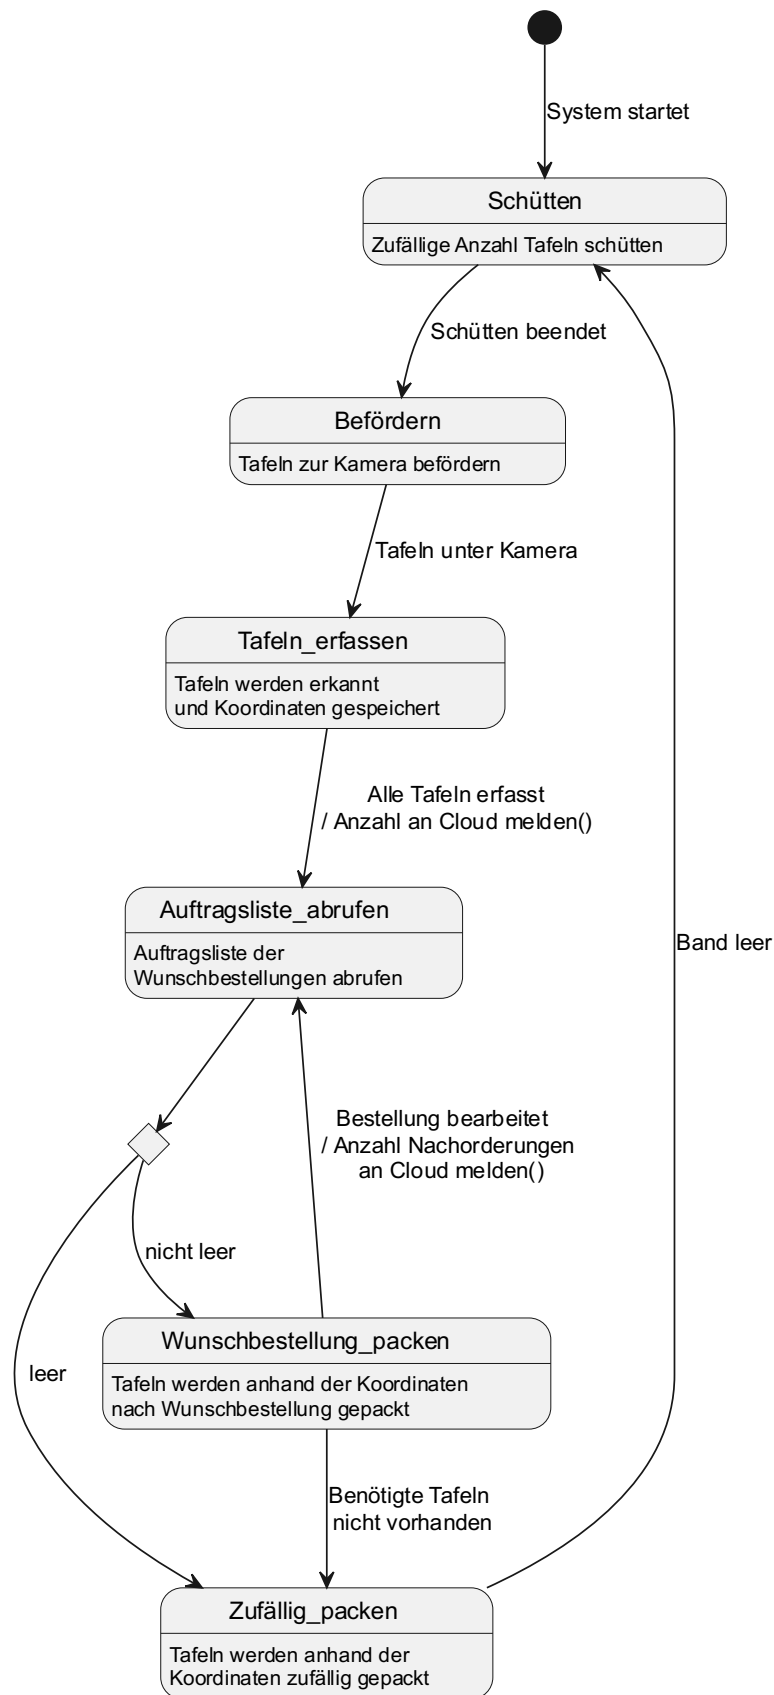 System startet
Schütten
Zufällige Anzahl Tafeln schütten
Schütten beendet
Befördern
Tafeln zur Kamera befördern
Tafeln unter Kamera
Tafeln_erfassen
Tafeln werden erkannt
und Koordinaten gespeichert
Alle Tafeln erfasst
/ Anzahl an Cloud melden()
Auftragsliste_abrufen
Auftragsliste der
Wunschbestellungen abrufen
Band leer
Bestellung bearbeitet
/ Anzahl Nachorderungen
an Cloud melden()
nicht leer
Wunschbestellung_packen
Tafeln werden anhand der Koordinaten
nach Wunschbestellung gepackt
leer
Benötigte Tafeln
nicht vorhanden
Zufällig_packen
Tafeln werden anhand der
Koordinaten zufällig gepackt